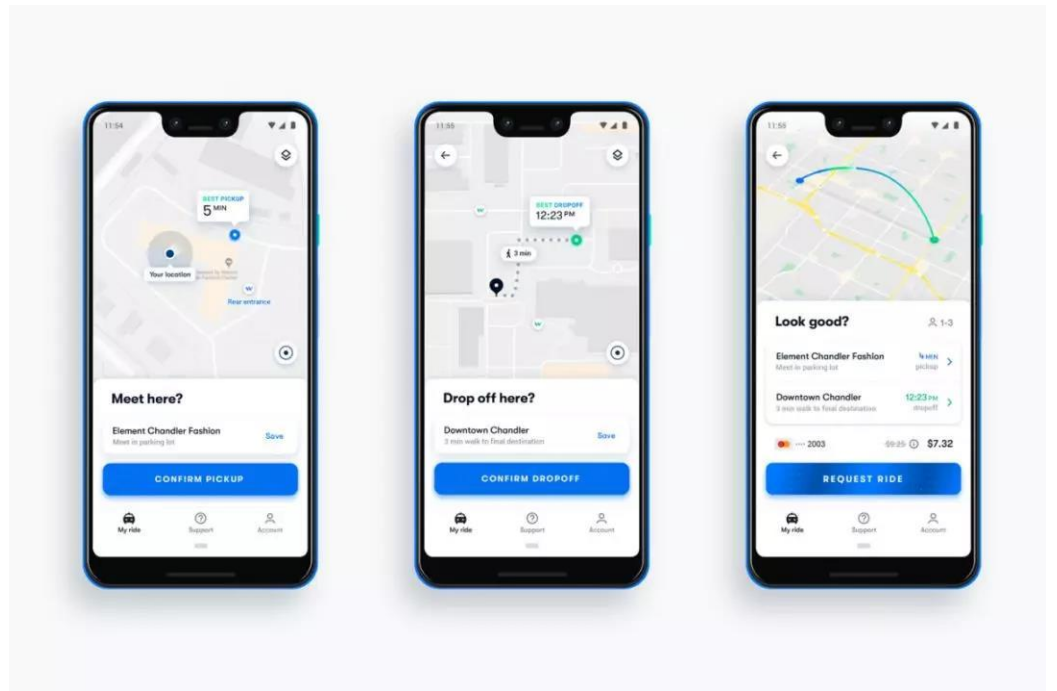 11:54
BEST PICKUP
5 MIN
Your location
Rear entrance
Meet here?
Element Chandler Fashion
Meet in parking lot
Save
CONFIRM PICKUP
My ride
Support
Account
11:55
BEST DROPOFF
12:23 PM
3 min
Drop off here?
Downtown Chandler
3 min walk to final destination
Save
CONFIRM DROPOFF
My ride
Support
Account
11:55
Look good?
1-3
Element Chandler Fashion
4 MIN
Meet in parking lot
pickup
Downtown Chandler
12:23 PM
3 min walk to final destination
dropoff
•••• 2003
$9.25
$7.32
REQUEST RIDE
My ride
Support
Account